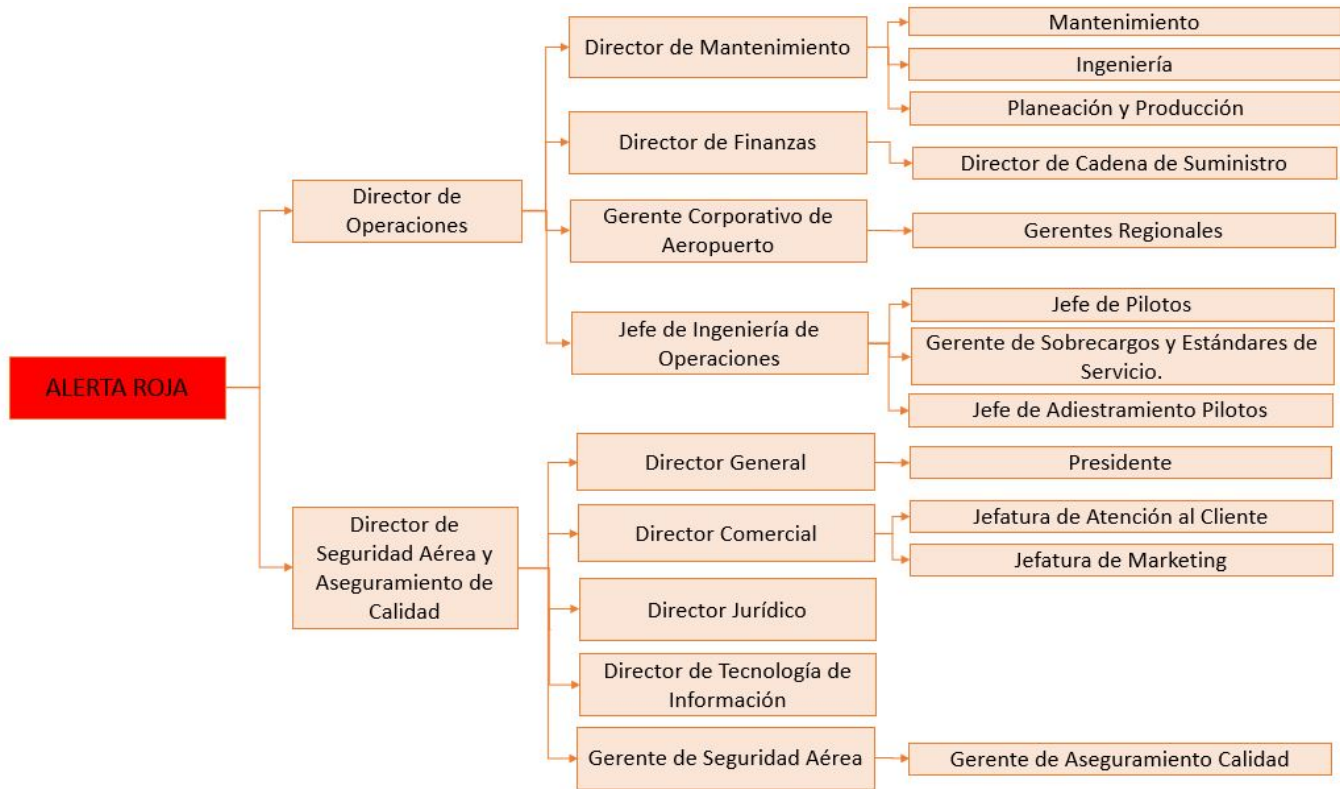 ALERTA ROJA
Director de
Operaciones
Director de Mantenimiento
Mantenimiento
Ingeniería
Planeación y Producción
Director de Finanzas
Director de Cadena de Suministro
Gerente Corporativo de
Aeropuerto
Gerentes Regionales
Jefe de Ingeniería de
Operaciones
Jefe de Pilotos
Gerente de Sobrecargos y Estándares de
Servicio.
Jefe de Adiestramiento Pilotos
Director de
Seguridad Aérea y
Aseguramiento de
Calidad
Director General
Presidente
Director Comercial
Jefatura de Atención al Cliente
Jefatura de Marketing
Director Jurídico
Director de Tecnología de
Información
Gerente de Seguridad Aérea
Gerente de Aseguramiento Calidad